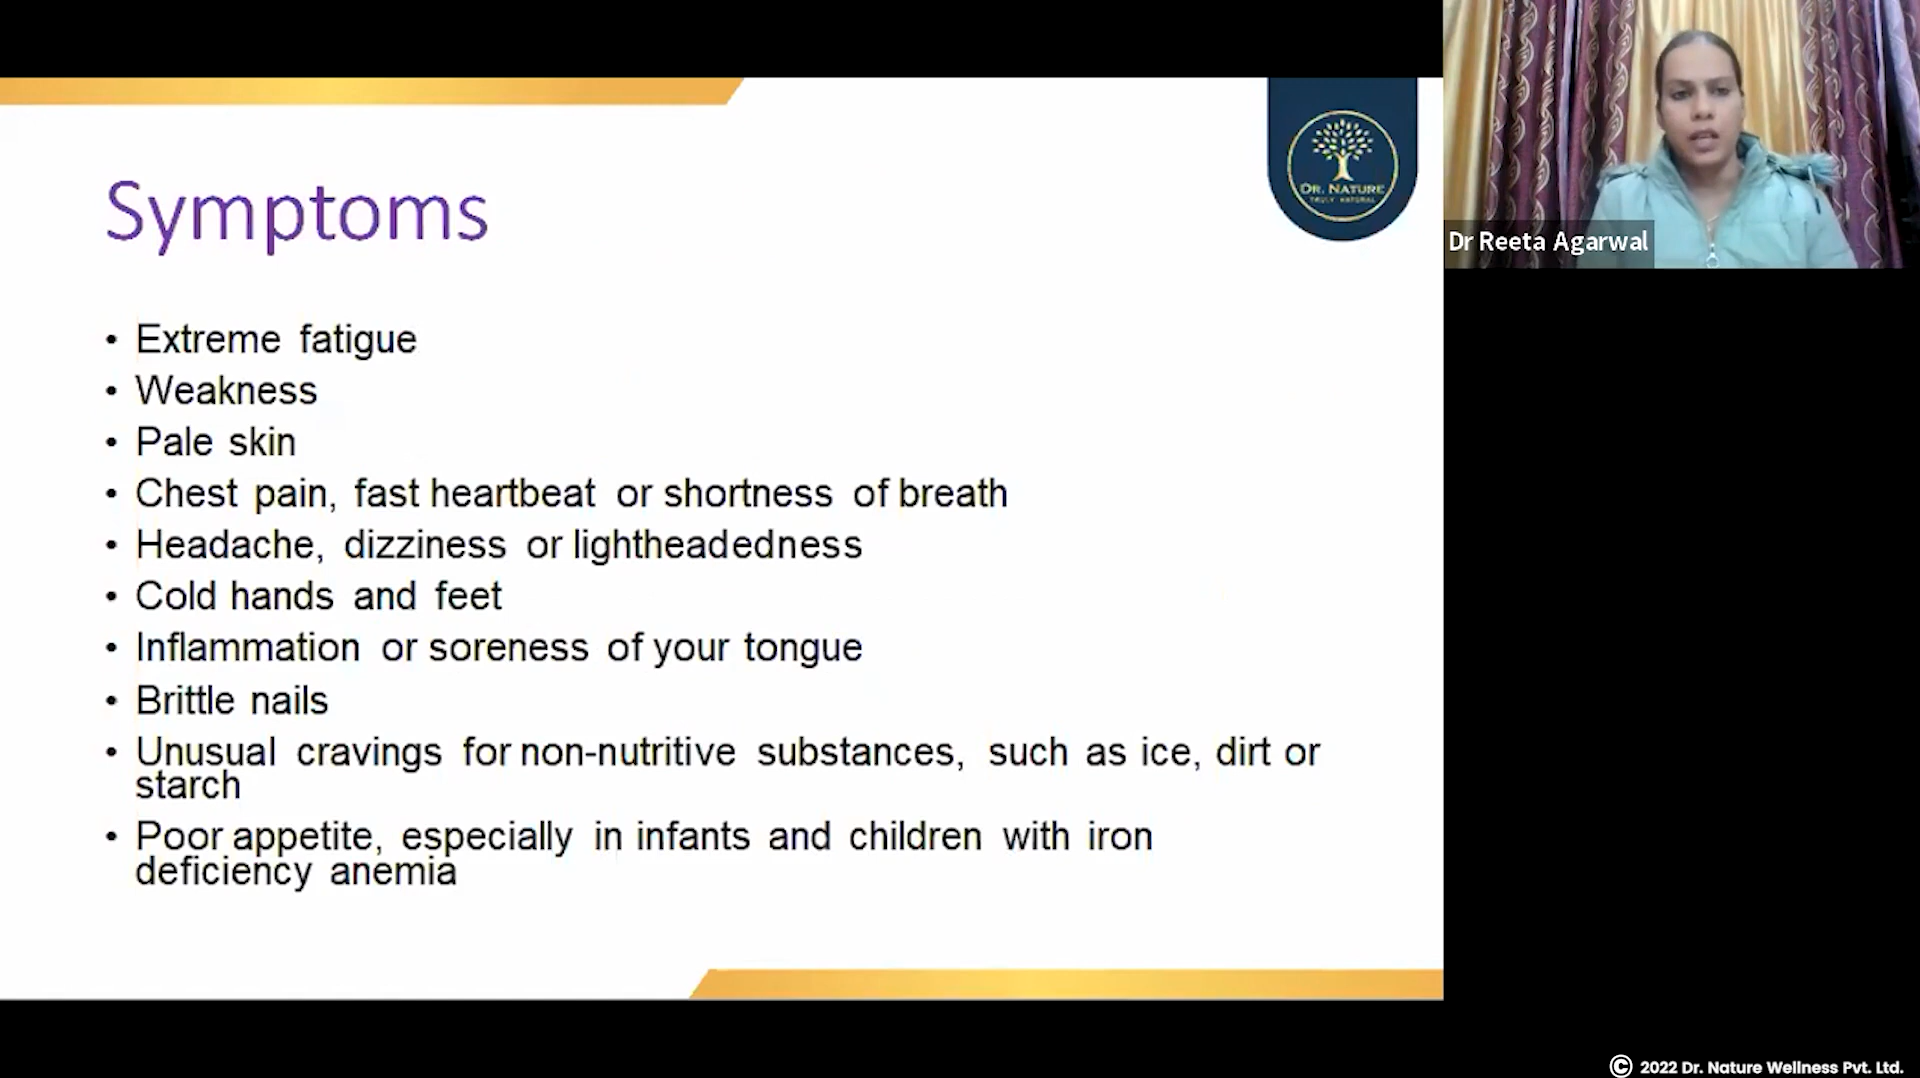 DR. NATURE
TRULY NATURAL
Dr Reeta Agarwal
Symptoms
• Extreme fatigue
• Weakness
• Pale skin
• Chest pain, fast heartbeat or shortness of breath
• Headache, dizziness or lightheadedness
• Cold hands and feet
• Inflammation or soreness of your tongue
• Brittle nails
• Unusual cravings for non-nutritive substances, such as ice, dirt or
starch
• Poor appetite, especially in infants and children with iron
deficiency anemia
© 2022 Dr. Nature Wellness Pvt. Ltd.